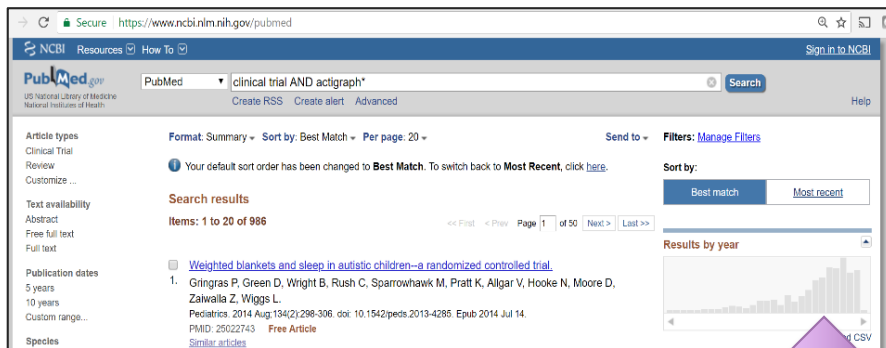 Secure https://www.ncbi.nlm.nih.gov/pubmed
NCBI Resources How To Sign in to NCBI
PubMed.gov
US National Library of Medicine
National Institutes of Health
PubMed clinical trial AND actigraph* Search
Create RSS Create alert Advanced Help
Article types
Clinical Trial
Review
Customize ...
Text availability
Abstract
Free full text
Full text
Publication dates
5 years
10 years
Custom range...
Species
Format: Summary Sort by: Best Match Per page: 20 Send to
Your default sort order has been changed to Best Match. To switch back to Most Recent, click here.
Search results
Items: 1 to 20 of 986
<< First < Prev Page 1 of 50 Next > Last >>
Weighted blankets and sleep in autistic children--a randomized controlled trial.
1. Gringras P, Green D, Wright B, Rush C, Sparrowhawk M, Pratt K, Allgar V, Hooke N, Moore D,
Zaiwalla Z, Wiggs L.
Pediatrics. 2014 Aug;134(2):298-306. doi: 10.1542/peds.2013-4285. Epub 2014 Jul 14.
PMID: 25022743 Free Article
Similar articles
Filters: Manage Filters
Sort by:
Best match Most recent
Results by year
CSV